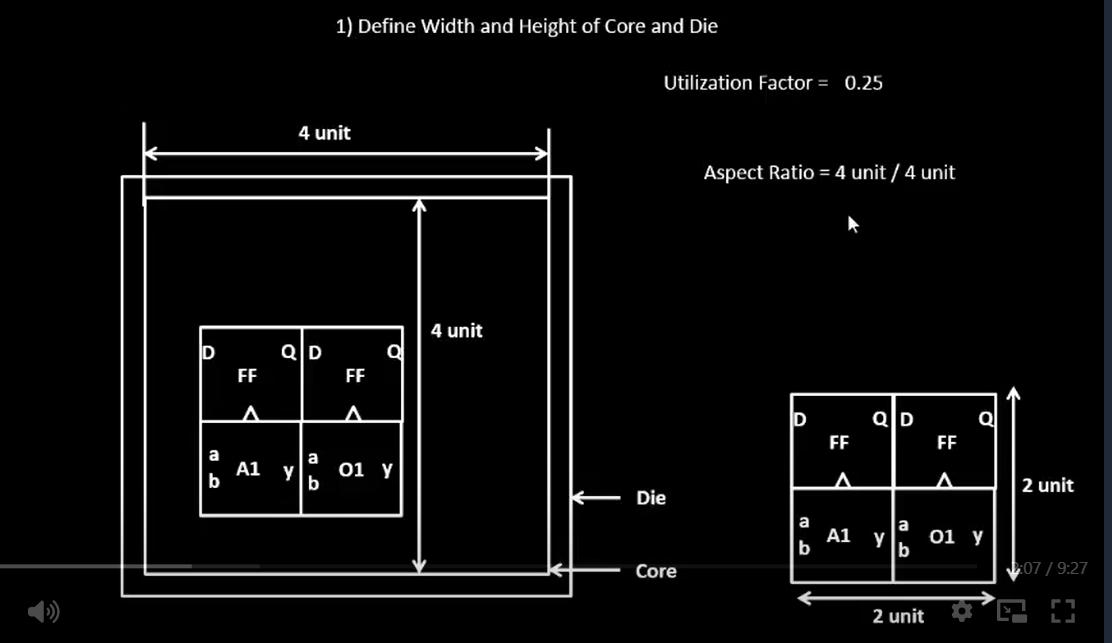 1) Define Width and Height of Core and Die
Utilization Factor = 0.25
4 unit
Aspect Ratio = 4 unit / 4 unit
4 unit
D Q D Q
FF FF
a A1 y a O1 y
b b
D Q D Q
FF FF
2 unit
a A1 y a O1 y
b b
Die
Core
2 unit
2:07 / 9:27